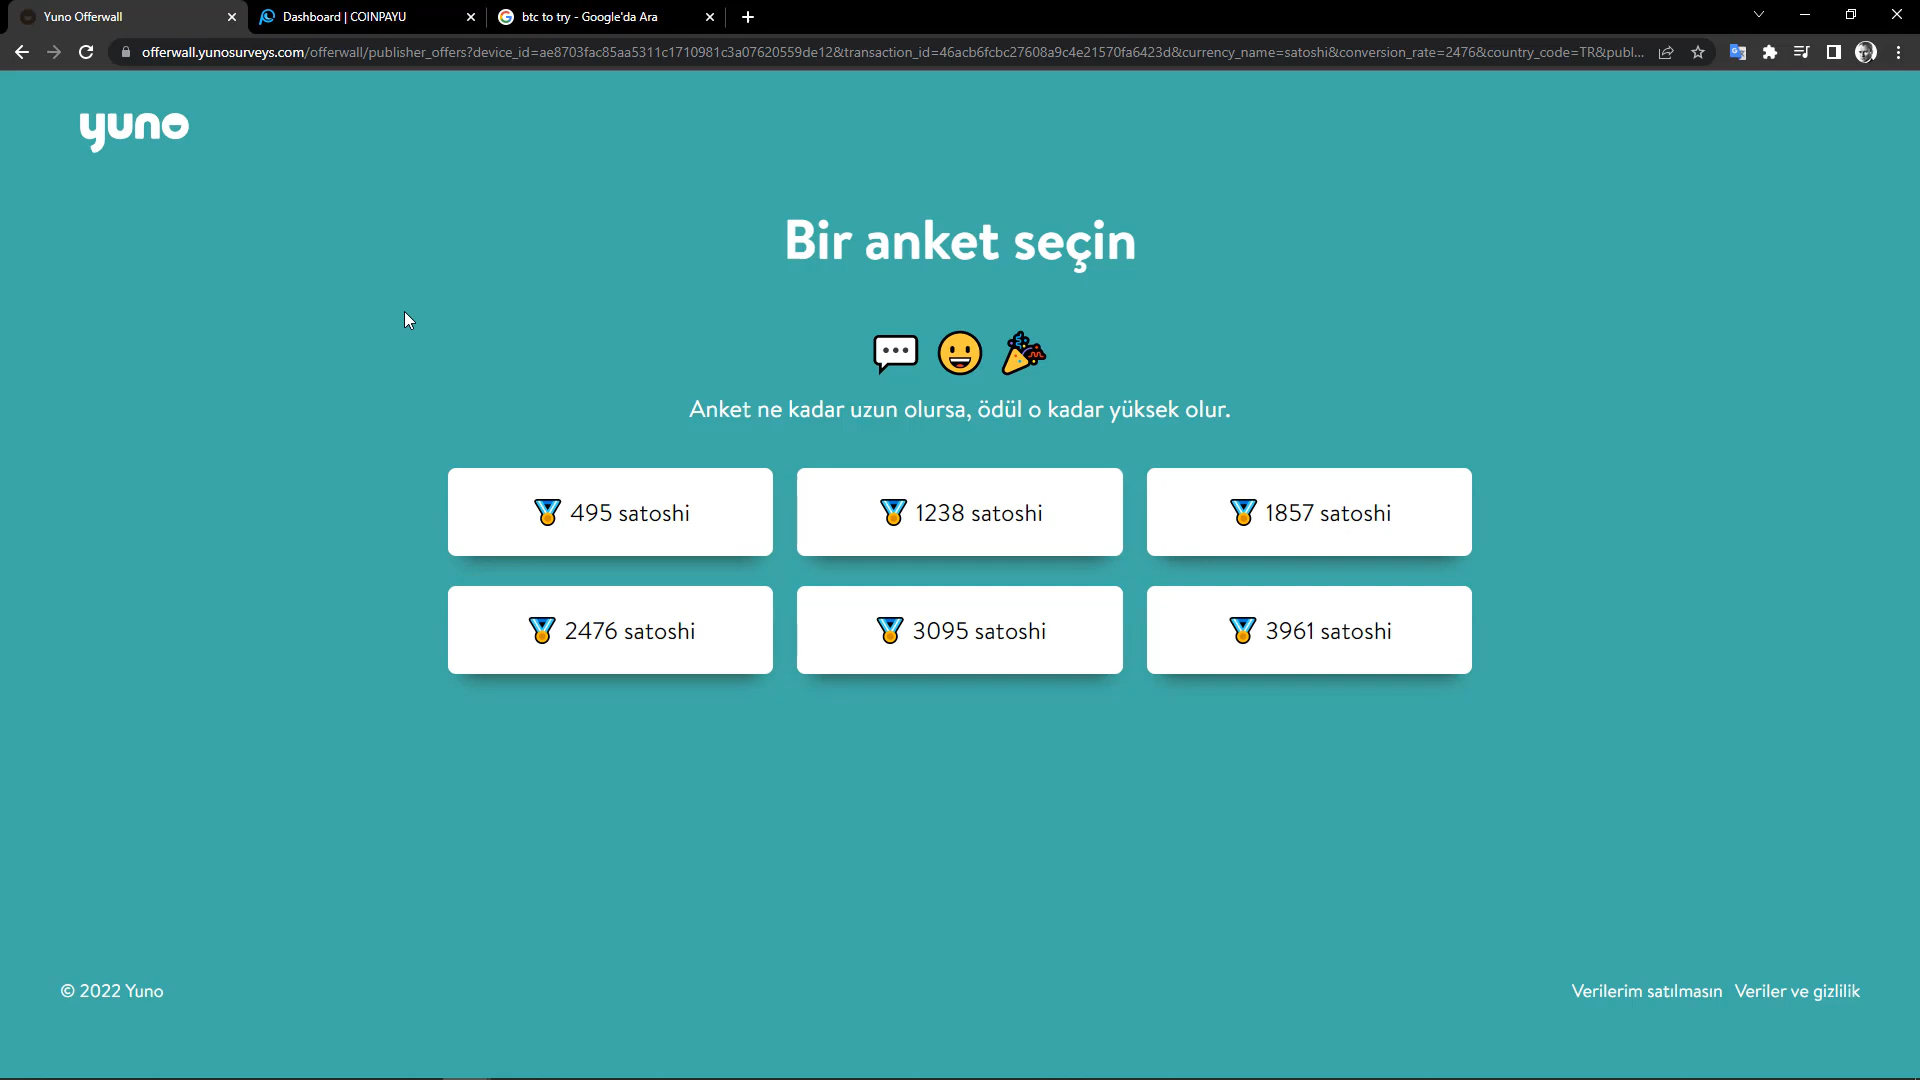 Yuno Offerwall
Dashboard | COINPAYU
btc to try - Google'da Ara
offerwall.yunosurveys.com/offerwall/publisher_offers?device_id=ae8703fac85aa5311c1710981c3a07620559de12&transaction_id=46acb6fcbc27608a9c4e21570fa6423d&currency_name=satoshi&conversion_rate=2476&country_code=TR&publ...
yuno
Bir anket seçin
Anket ne kadar uzun olursa, ödül o kadar yüksek olur.
495 satoshi
1238 satoshi
1857 satoshi
2476 satoshi
3095 satoshi
3961 satoshi
© 2022 Yuno
Verilerim satılmasın
Veriler ve gizlilik